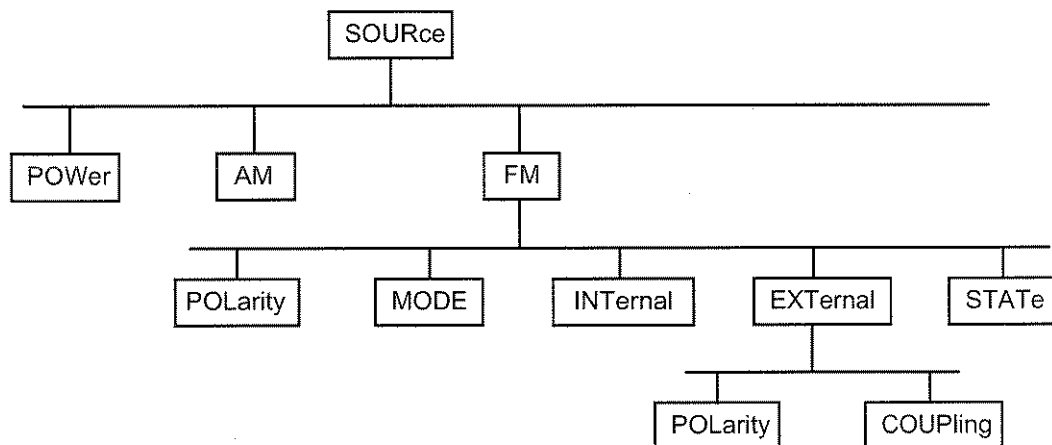 SOURce
POWer AM FM
POLarity MODE INTernal EXTernal STATe
POLarity COUPling